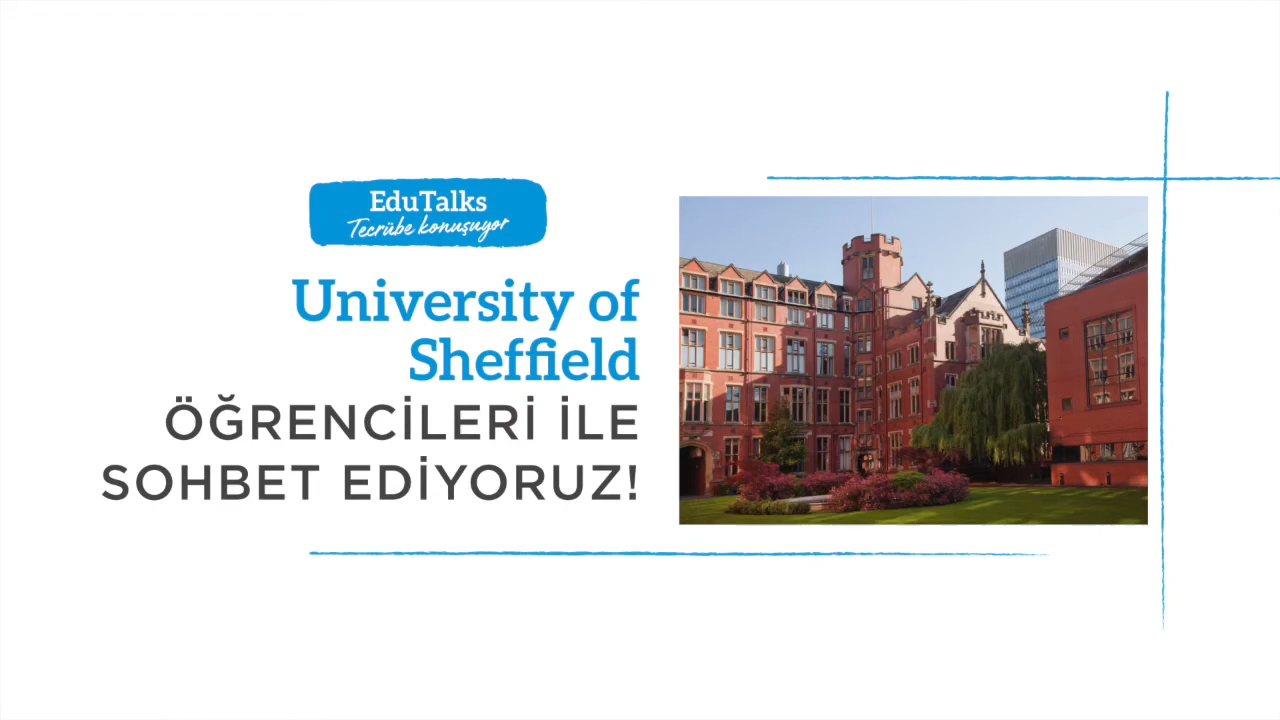 EduTalks
Tecrübe konuşuyor
University of
Sheffield
ÖĞRENCİLERİ İLE
SOHBET EDİYORUZ!